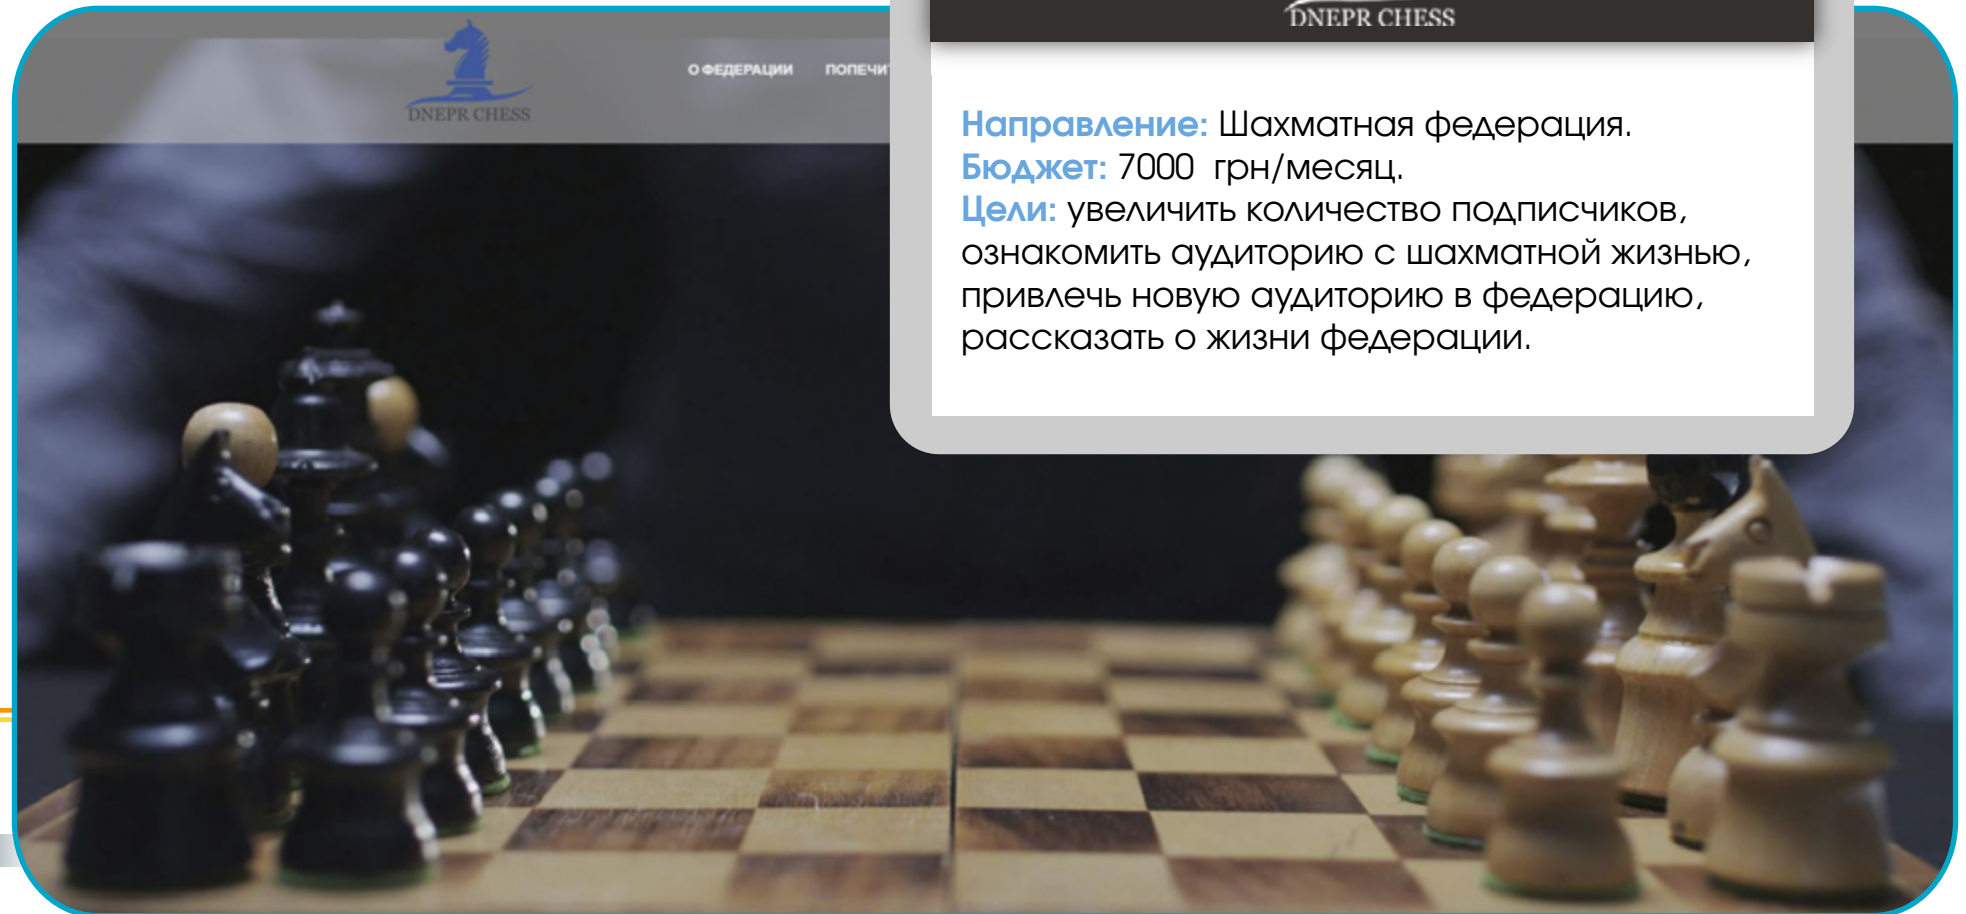 DNEPR CHESS
О ФЕДЕРАЦИИ
DNEPR CHESS
Направление: Шахматная федерация.
Бюджет: 7000 грн/месяц.
Цели: увеличить количество подписчиков,
ознакомить аудиторию с шахматной жизнью,
привлечь новую аудиторию в федерацию,
рассказать о жизни федерации.